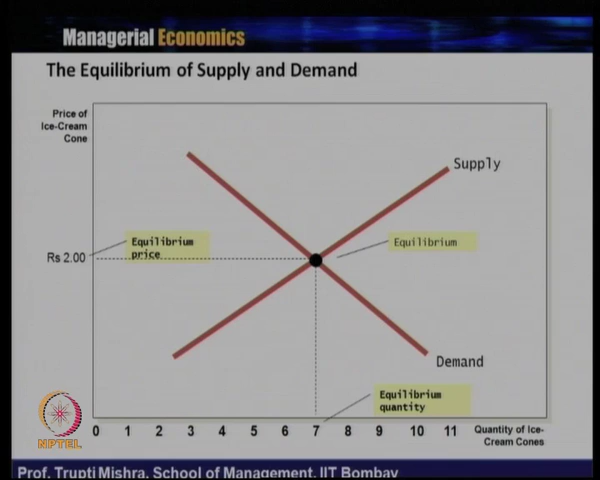 Managerial Economics
The Equilibrium of Supply and Demand
Price of
Ice-Cream
Cone
Supply
Equilibrium
price
Equilibrium
Rs 2.00
Demand
Equilibrium
quantity
NPTEL
0 1 2 3 4 5 6 7 8 9 10 11
Quantity of Ice-
Cream Cones
Prof. Trupti Mishra, School of Management, IIT Bombay